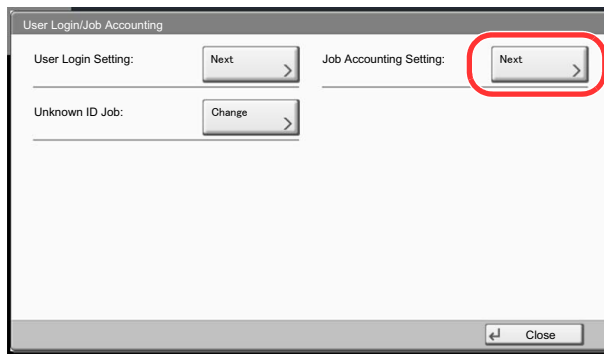 User Login/Job Accounting
User Login Setting: Next Job Accounting Setting: Next
Unknown ID Job: Change
Close